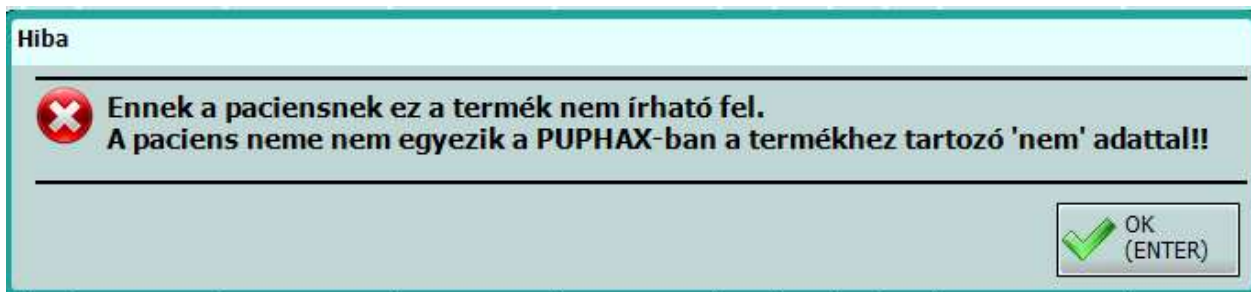 Hiba
Ennek a paciensnek ez a termék nem írható fel.
A paciens neme nem egyezik a PUPHAX-ban a termékhez tartozó 'nem' adattal!!
OK
(ENTER)